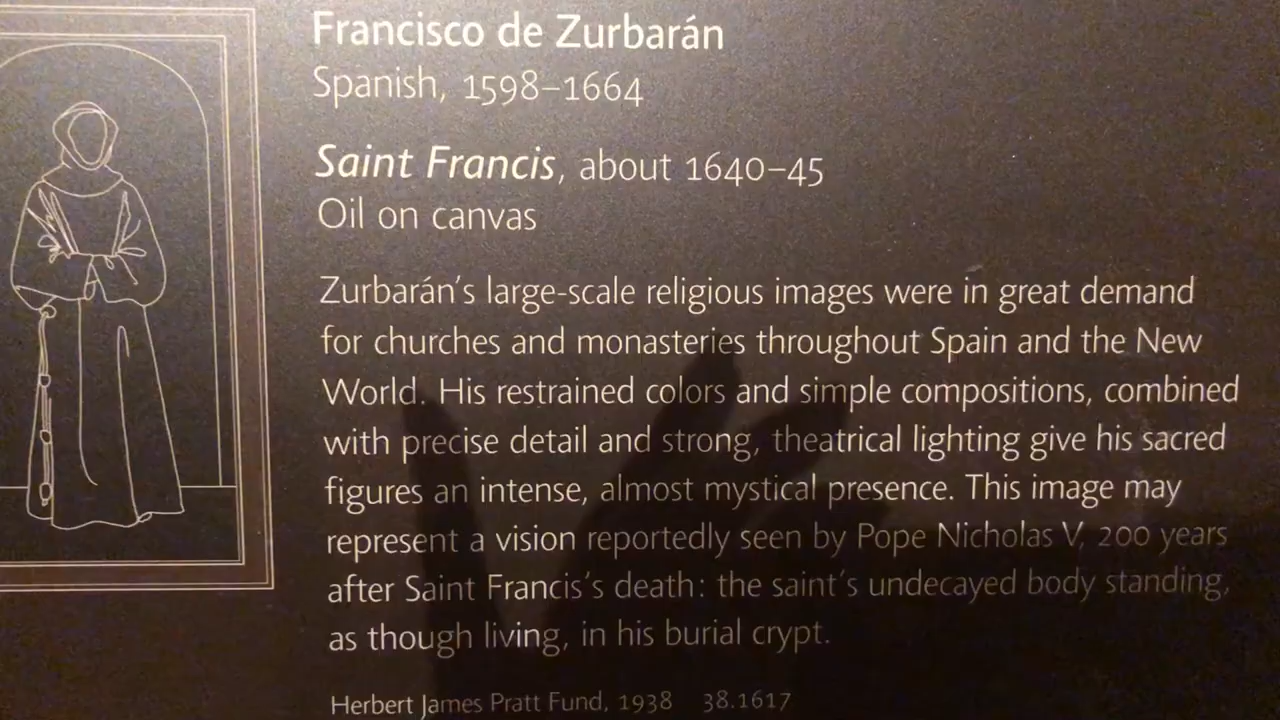 Francisco de Zurbarán
Spanish, 1598–1664
Saint Francis, about 1640–45
Oil on canvas
Zurbarán's large-scale religious images were in great demand
for churches and monasteries throughout Spain and the New
World. His restrained colors and simple compositions, combined
with precise detail and strong, theatrical lighting give his sacred
figures an intense, almost mystical presence. This image may
represent a vision reportedly seen by Pope Nicholas V, 200 years
after Saint Francis's death: the saint's undecayed body standing,
as though living, in his burial crypt.
Herbert James Pratt Fund, 1938 38.1617